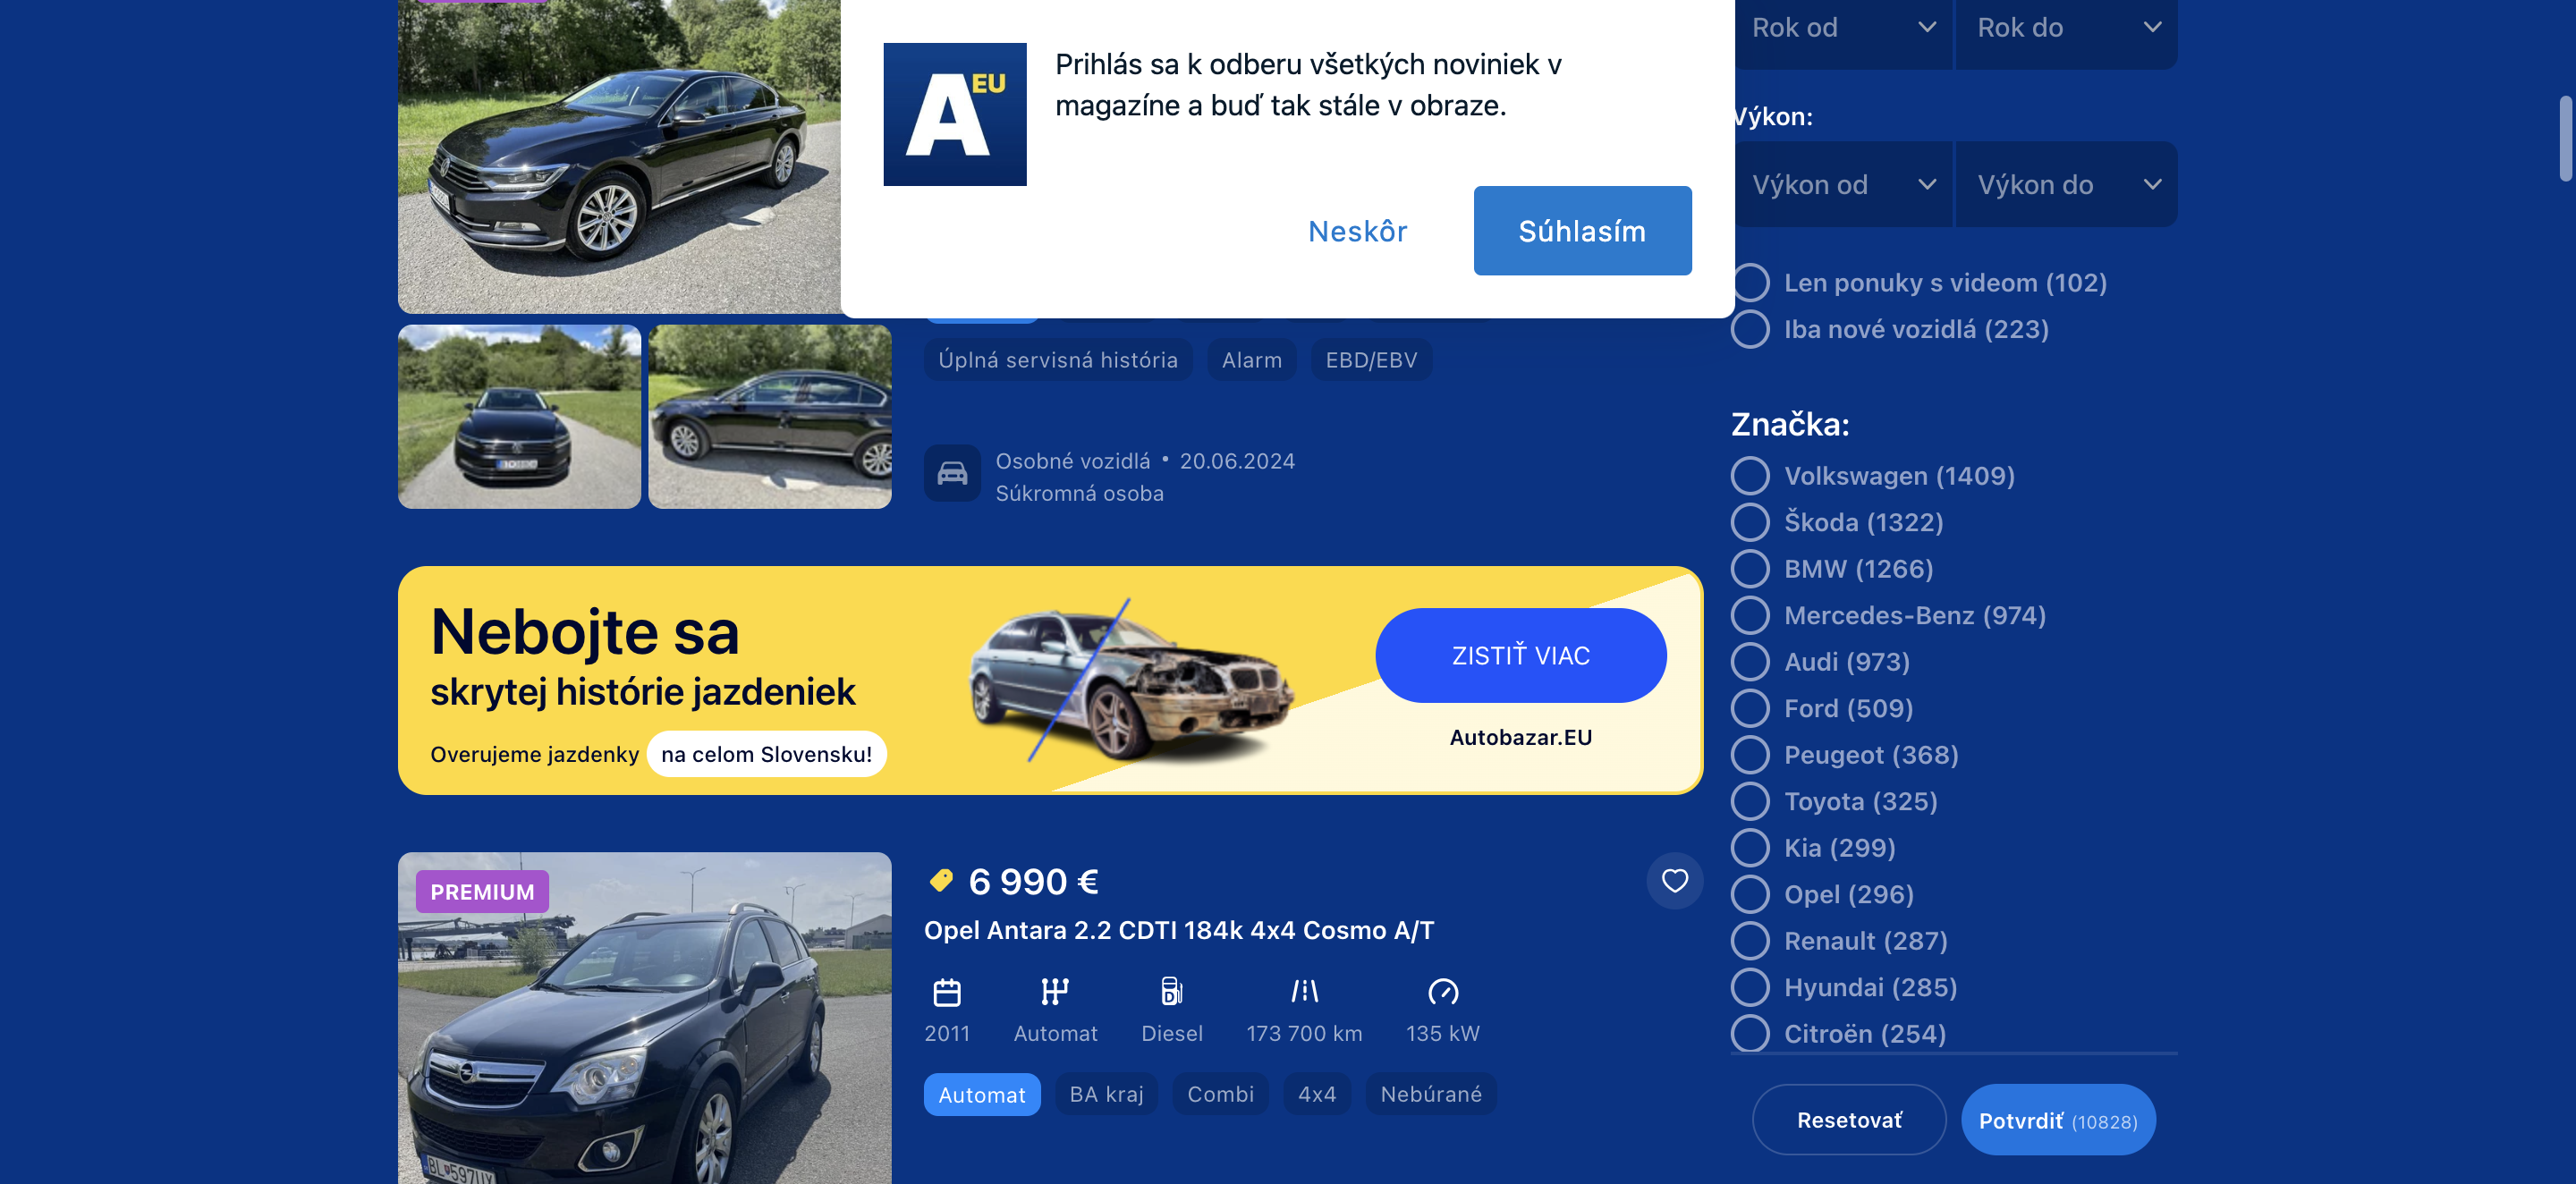 A EU
Prihlás sa k odberu všetkých noviniek v
magazíne a buď tak stále v obraze.
Neskôr
Súhlasím
Úplná servisná história
Alarm
EBD/EBV
Osobné vozidlá • 20.06.2024
Súkromná osoba
Nebojte sa
skrytej histórie jazdeniek
Overujeme jazdenky na celom Slovensku!
ZISTIŤ VIAC
Autobazar.EU
PREMIUM
6 990 €
Opel Antara 2.2 CDTI 184k 4x4 Cosmo A/T
D
2011
Automat
Diesel
173 700 km
135 kW
Automat
BA kraj
Combi
4x4
Nebúrané
Rok od
Rok do
Výkon:
Výkon od
Výkon do
Len ponuky s videom (102)
Iba nové vozidlá (223)
Značka:
Volkswagen (1409)
Škoda (1322)
BMW (1266)
Mercedes-Benz (974)
Audi (973)
Ford (509)
Peugeot (368)
Toyota (325)
Kia (299)
Opel (296)
Renault (287)
Hyundai (285)
Citroën (254)
Resetovať
Potvrdiť (10828)